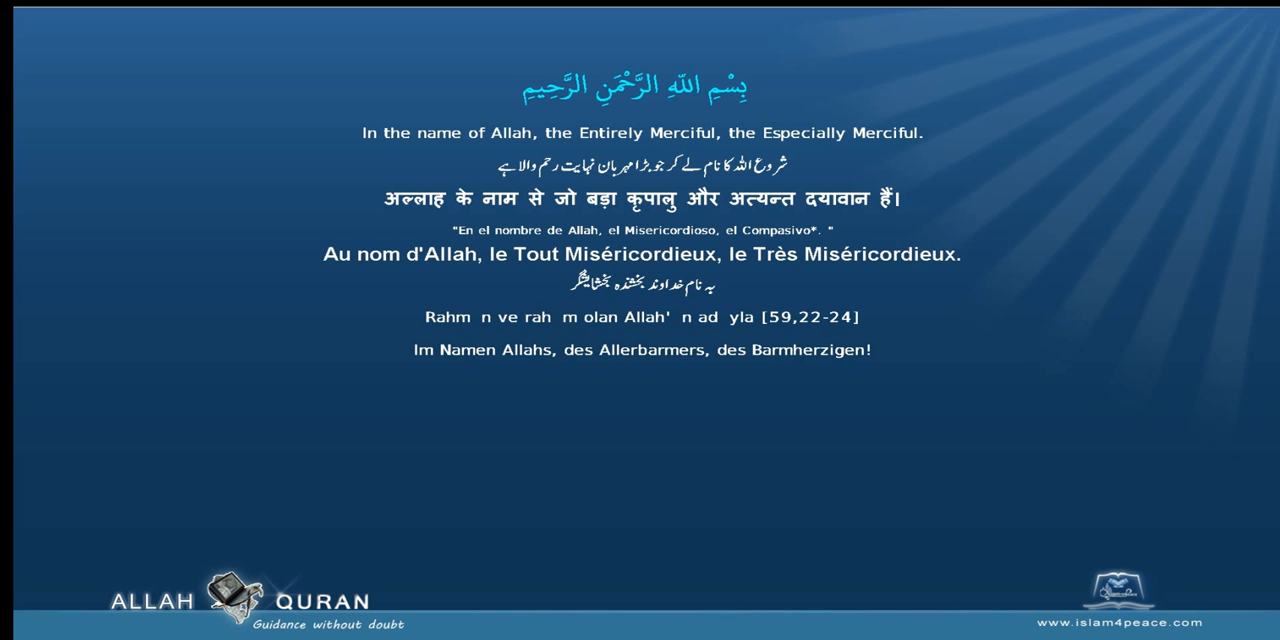 بِسْمِ اللّهِ الرَّحْمَنِ الرَّحِيمِ
In the name of Allah, the Entirely Merciful, the Especially Merciful.
شروع الله کا نام لے کر جو بڑا مہربان نہایت رحم والا ہے
अल्लाह के नाम से जो बड़ा कृपालु और अत्यन्त दयावान हैं।
"En el nombre de Allah, el Misericordioso, el Compasivo*. "
Au nom d'Allah, le Tout Miséricordieux, le Très Miséricordieux.
به نام خداوند بخشنده بخشایشگر
Rahm n ve rah m olan Allah' n ad yla [59,22-24]
Im Namen Allahs, des Allerbarmers, des Barmherzigen!
ALLAH QURAN
Guidance without doubt
www.islam4peace.com